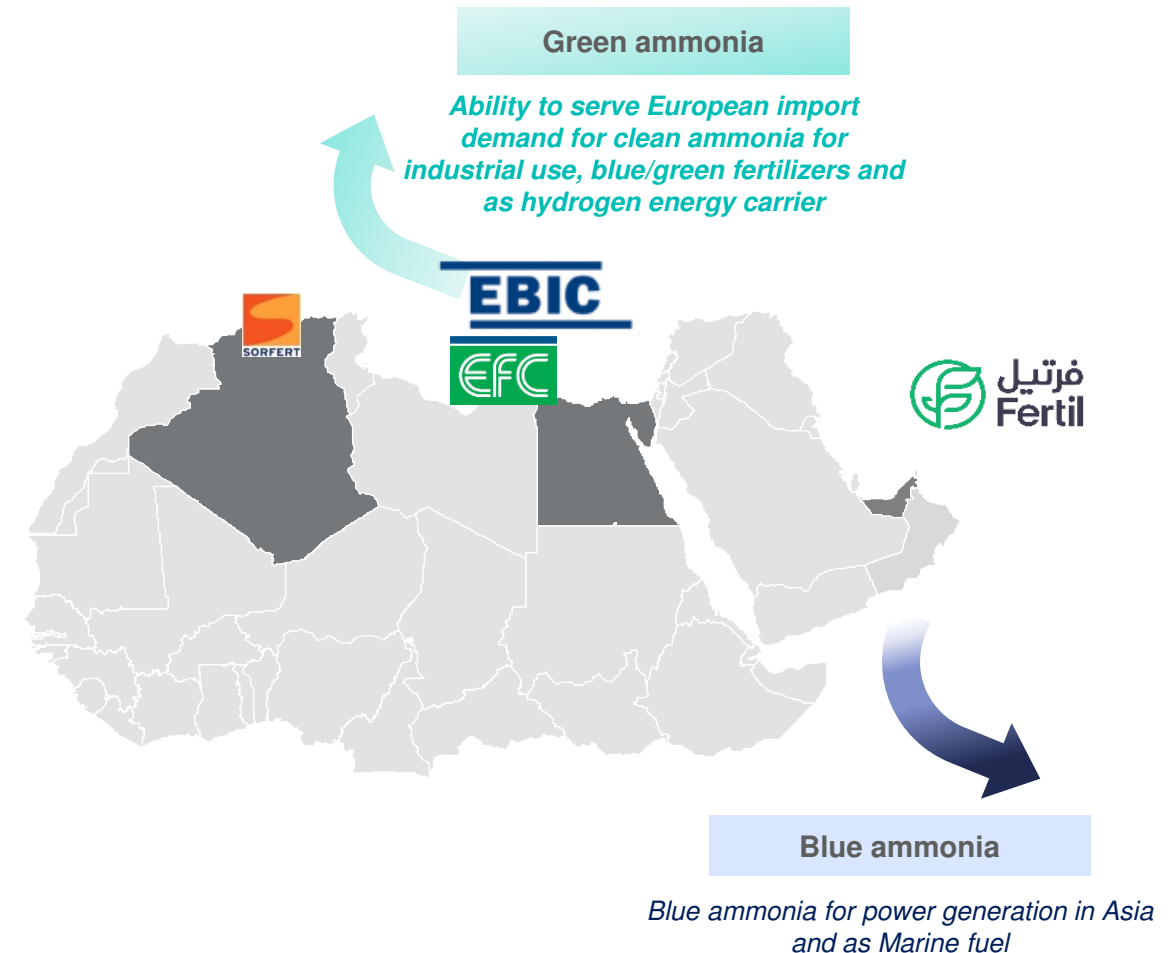 Green ammonia
Ability to serve European import
demand for clean ammonia for
industrial use, blue/green fertilizers and
as hydrogen energy carrier
EBIC
SORFERT
EFC
فرتيل
Fertil
Blue ammonia
Blue ammonia for power generation in Asia
and as Marine fuel